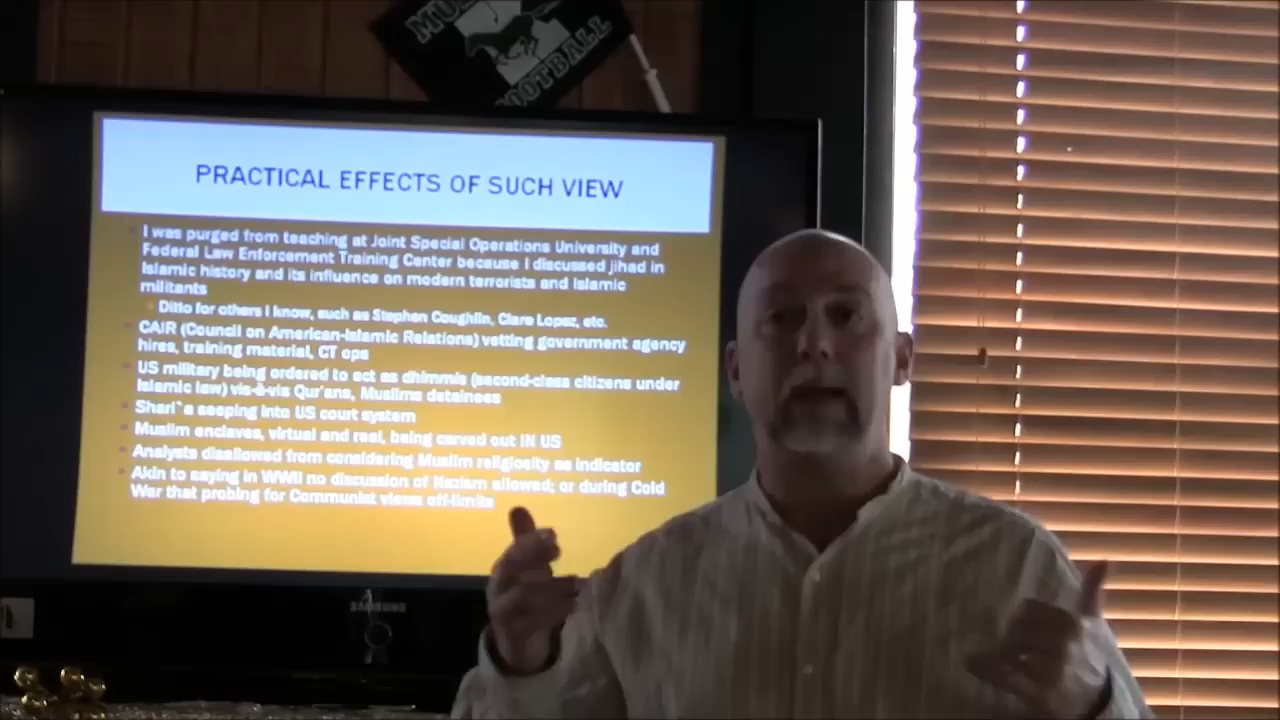 FOOTBALL
PRACTICAL EFFECTS OF SUCH VIEW
I was purged from teaching at Joint Special Operations University and
Federal Law Enforcement Training Center because I discussed jihad in
Islamic history and its influence on modern terrorists and Islamic
militants
Ditto for others I know, such as Stephen Coughlin, Clare Lopez, etc.
CAIR (Council on American-Islamic Relations) vetting government agency
hires, training material, CT ops
US military being ordered to act as dhimmis (second-class citizens under
Islamic law) vis-à-vis Qur'ans, Muslims detainees
Shari`a seeping into US court system
Muslim enclaves, virtual and real, being carved out IN US
Analysts disallowed from considering Muslim religiosity as indicator
Akin to saying in WWII no discussion of Nazism allowed; or during Cold
War that probing for Communist views off-limits
SAMSUNG